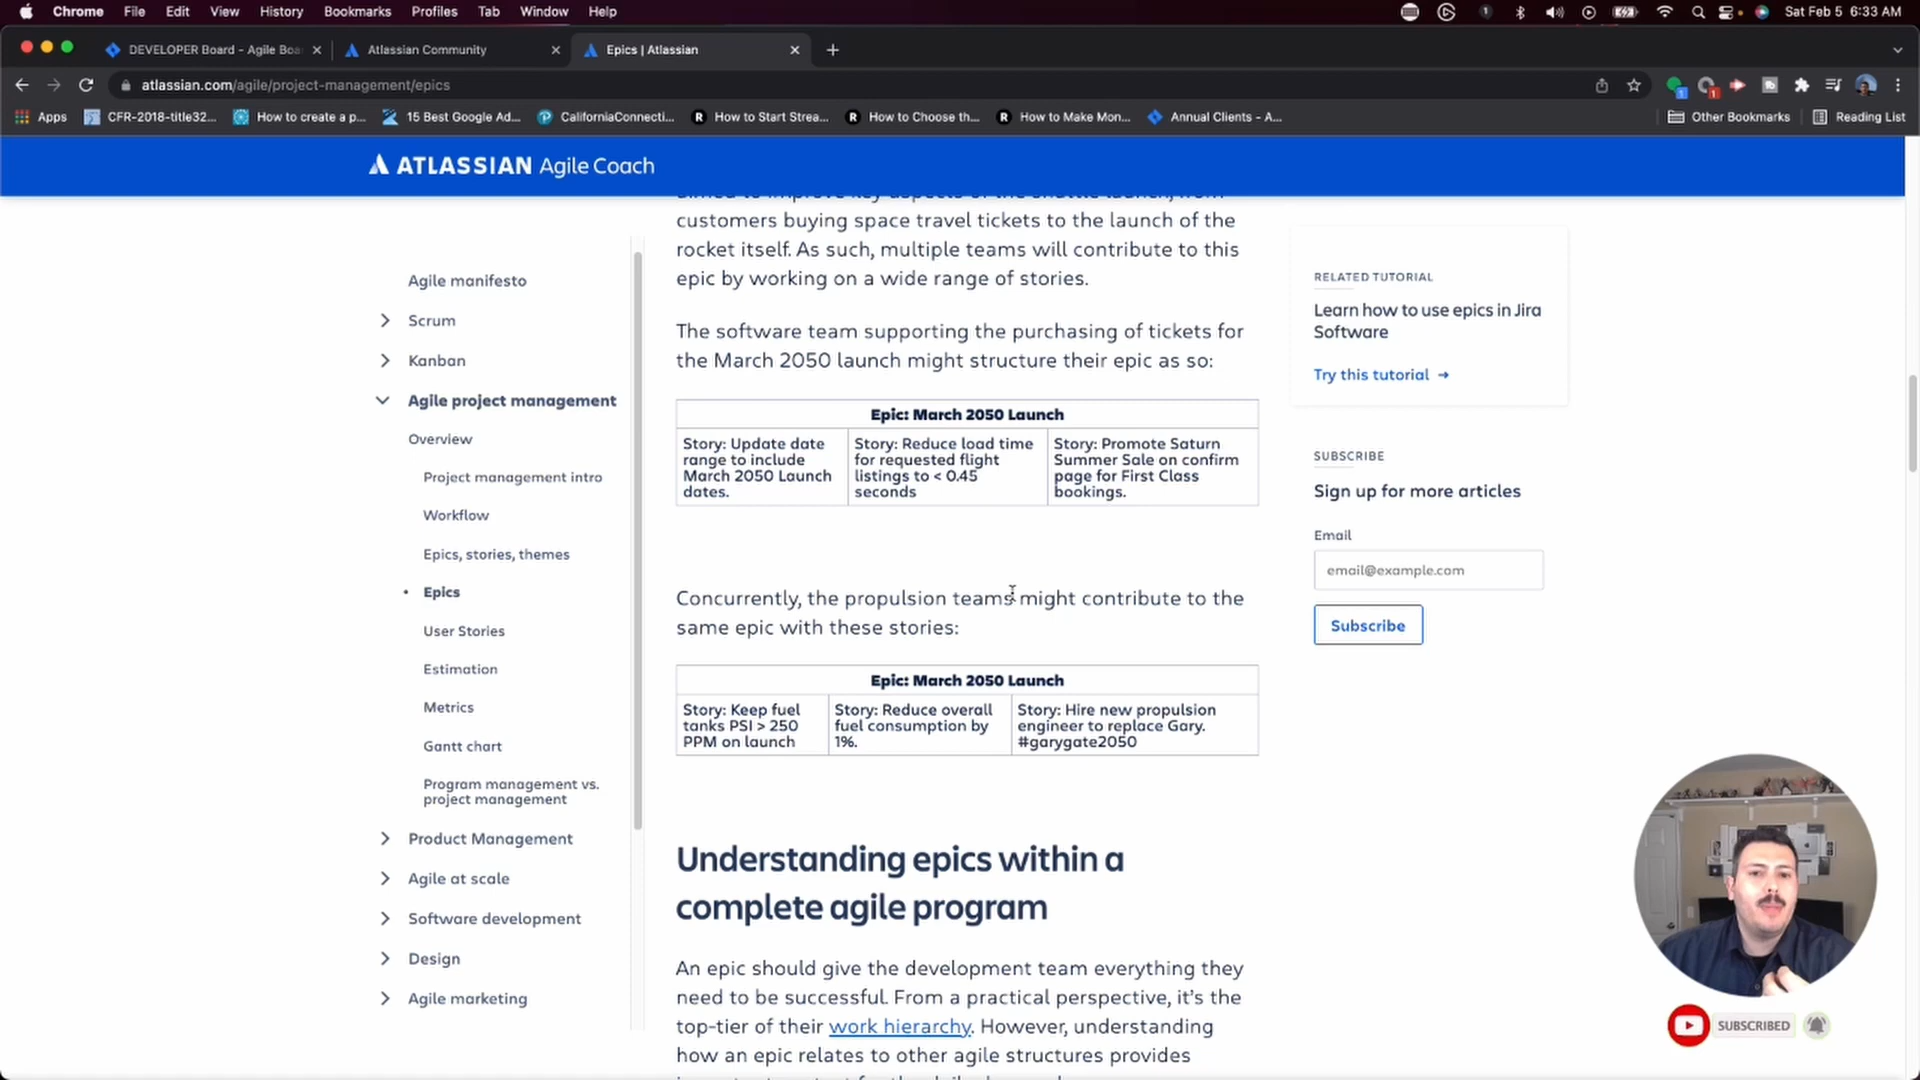 Chrome File Edit View History Bookmarks Profiles Tab Window Help
1
Sat Feb 5 6:33 AM
DEVELOPER Board - Agile Boa
Atlassian Community
Epics | Atlassian
atlassian.com/agile/project-management/epics
Apps
CFR-2018-title32...
How to create a p...
15 Best Google Ad...
CaliforniaConnecti...
How to Start Strea...
How to Choose th...
How to Make Mon...
Annual Clients - A...
Other Bookmarks
Reading List
ATLASSIAN Agile Coach
Agile manifesto
Scrum
Kanban
Agile project management
Overview
Project management intro
Workflow
Epics, stories, themes
Epics
User Stories
Estimation
Metrics
Gantt chart
Program management vs.
project management
Product Management
Agile at scale
Software development
Design
Agile marketing
customers buying space travel tickets to the launch of the
rocket itself. As such, multiple teams will contribute to this
epic by working on a wide range of stories.
The software team supporting the purchasing of tickets for
the March 2050 launch might structure their epic as so:
Epic: March 2050 Launch
Story: Update date
range to include
March 2050 Launch
dates.
Story: Reduce load time
for requested flight
listings to < 0.45
seconds
Story: Promote Saturn
Summer Sale on confirm
page for First Class
bookings.
Concurrently, the propulsion teams might contribute to the
same epic with these stories:
Epic: March 2050 Launch
Story: Keep fuel
tanks PSI > 250
PPM on launch
Story: Reduce overall
fuel consumption by
1%.
Story: Hire new propulsion
engineer to replace Gary.
#garygate2050
Understanding epics within a
complete agile program
An epic should give the development team everything they
need to be successful. From a practical perspective, it's the
top-tier of their work hierarchy. However, understanding
how an epic relates to other agile structures provides
RELATED TUTORIAL
Learn how to use epics in Jira
Software
Try this tutorial →
SUBSCRIBE
Sign up for more articles
Email
email@example.com
Subscribe
SUBSCRIBED